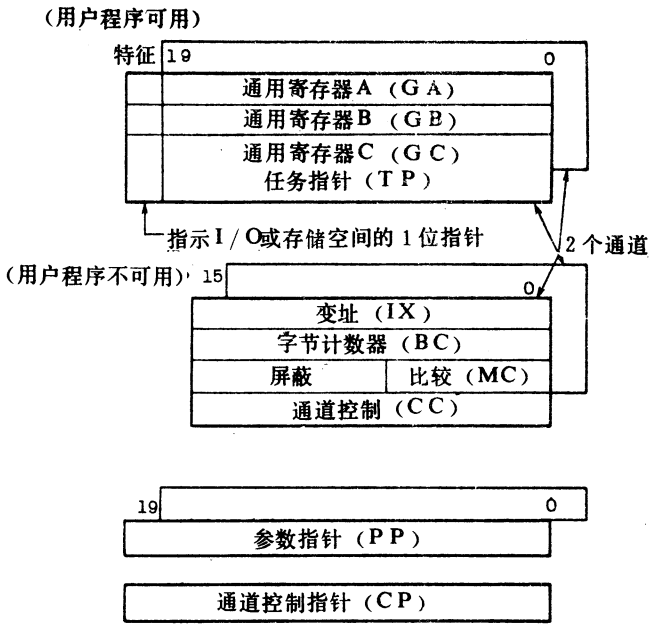 （用户程序可用）
特征 19 0
通用寄存器A（GA）
通用寄存器B（GB）
通用寄存器C（GC）
任务指针（TP）
指示I/O或存储空间的1位指针
2个通道
（用户程序不可用） 15
0
变址（IX）
字节计数器（BC）
屏蔽 比较（MC）
通道控制（CC）
19 0
参数指针（PP）
通道控制指针（CP）